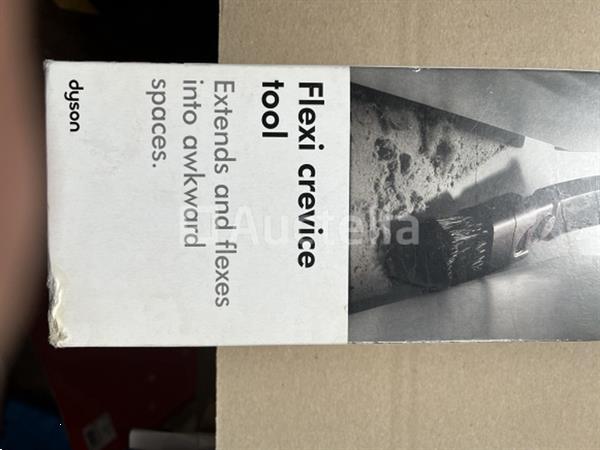 Flexi crevice
tool
Extends and flexes
into awkward
spaces.
dyson